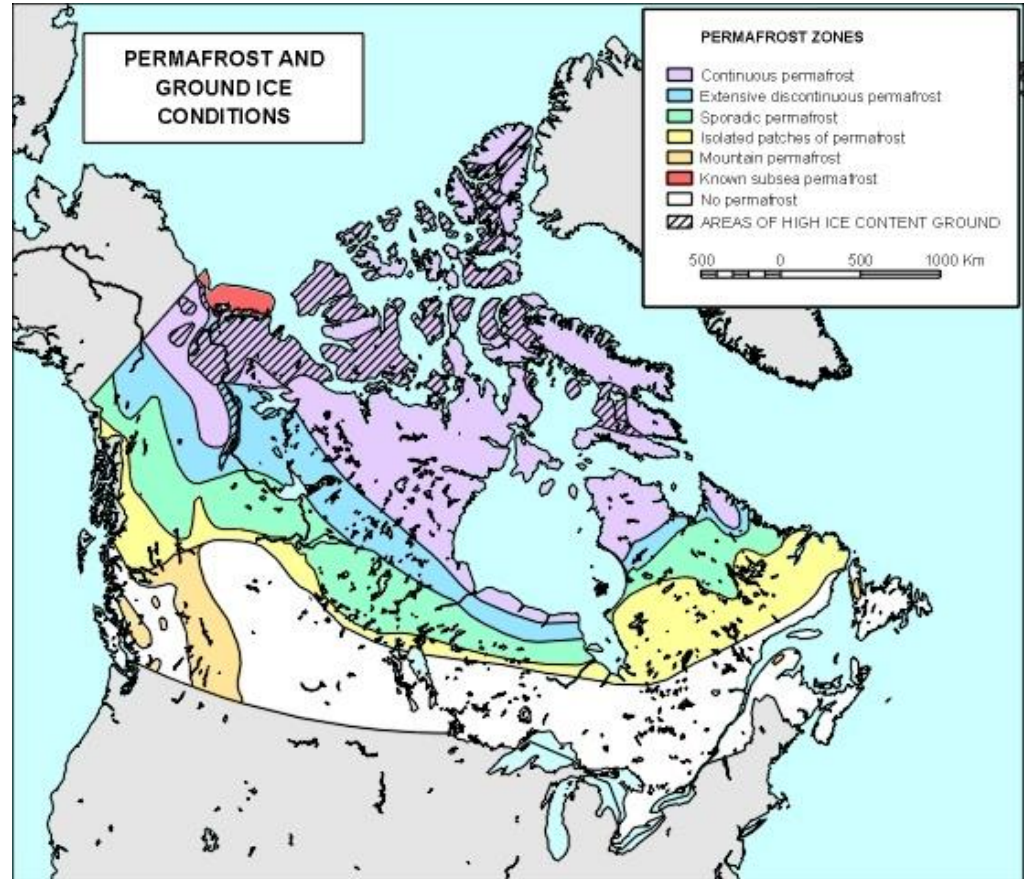 PERMAFROST AND
GROUND ICE
CONDITIONS
PERMAFROST ZONES
Continuous permafrost
Extensive discontinuous permafrost
Sporadic permafrost
Isolated patches of permafrost
Mountain permafrost
Known subsea permafrost
No permafrost
AREAS OF HIGH ICE CONTENT GROUND
500 0 500 1000 Km